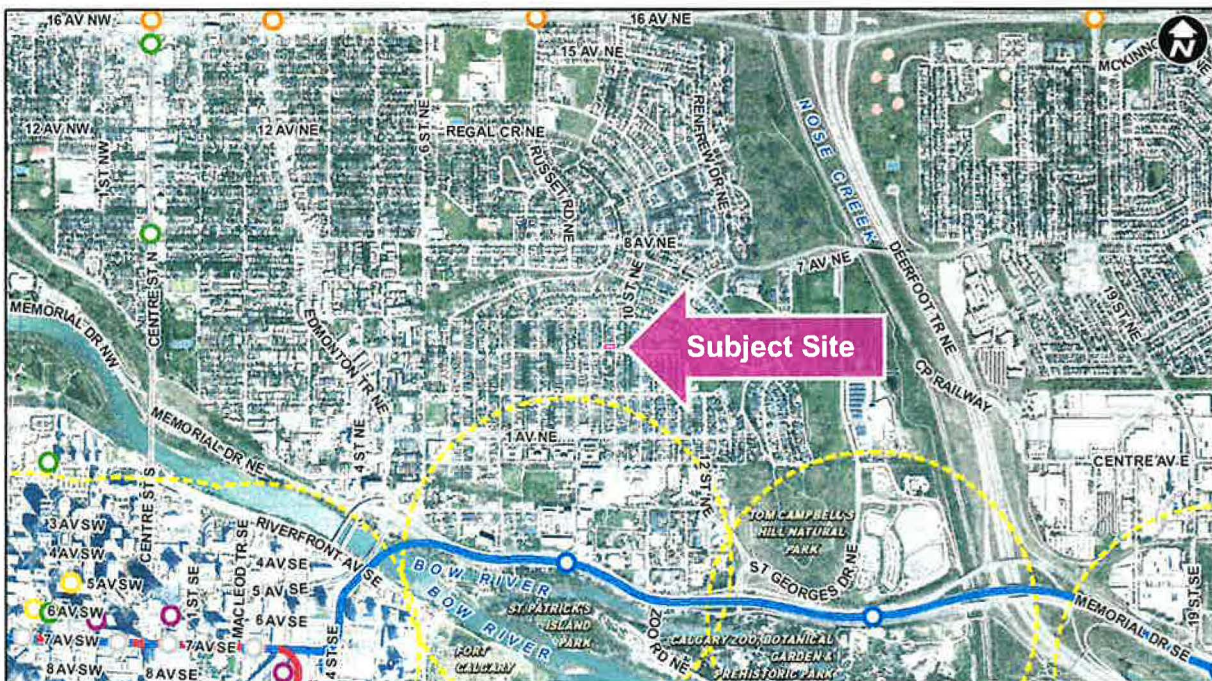 16 AV NW
16 AV NE
N
15 AV NE
MCKINNO
12 AV NW
1 ST NW
12 AV NE
6 ST NE
REGAL CR NE
RUSSET RD NE
RENFREW DR NE
NOSE CREEK
8 AV NE
7 AV NE
DEERFOOT TR NE
19 ST NE
MEMORIAL DR NW
CENTRE ST N
EDMONTON TR NE
10 ST NE
Subject Site
CP RAILWAY
MEMORIAL DR NE
4 ST NE
1 AV NE
12 ST NE
CENTRE AV E
3 AV SW
4 AV SW
5 AV SW
6 AV SW
7 AV SW
8 AV SW
CENTRE ST S
1 ST SE
MACLEOD TR SE
RIVERFRONT AV SE
4 AV SE
5 AV SE
6 AV SE
7 AV SE
8 AV SE
4 ST SE
BOW RIVER
BOW RIVER
FORT
CALGARY
ST. PATRICK'S
ISLAND
PARK
ZOO RD NE
TOM CAMPBELL'S
HILL NATURAL
PARK
ST GEORGES DR NE
CALGARY ZOO, BOTANICAL
GARDEN &
PREHISTORIC PARK
MEMORIAL DR SE
19 ST SE